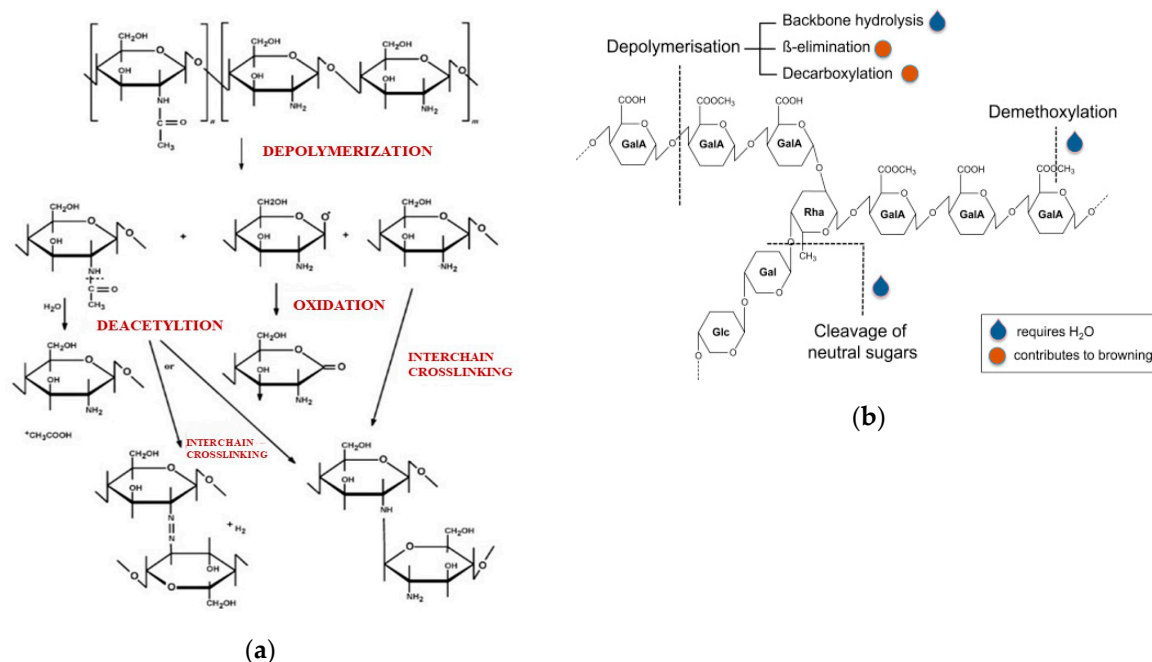 CH₂OH
O
OH
NH
C=O
CH₃
n
CH₂OH
O
OH
NH₂
O
CH₂OH
O
OH
NH₂
O
m
DEPOLYMERIZATION
CH₂OH
O
O
OH
NH
C=O
CH₃
+
CH2OH
O
O
OH
NH₂
+
CH₂OH
O
O
OH
NH₂
H₂O
DEACETYLTION
OXIDATION
INTERCHAIN
CROSSLINKING
or
CH₂OH
O
O
OH
NH₂
⁺CH₃COOH
CH₂OH
O
O
OH
NH₂
INTERCHAIN
CROSSLINKING
CH₂OH
O
O
OH
N
N
+ H₂
O
OH
O
CH₂OH
CH₂OH
O
O
OH
NH
CH₂OH
O
O
OH
NH₂
(a)
Depolymerisation
Backbone hydrolysis
ß-elimination
Decarboxylation
COOH
COOCH₃
COOH
GalA
GalA
GalA
O
O
O
O
Demethoxylation
COOCH₃
COOH
COOCH₃
Rha
GalA
GalA
GalA
O
O
O
O
CH₃
Gal
Glc
O
O
O
Cleavage of
neutral sugars
requires H₂O
contributes to browning
(b)